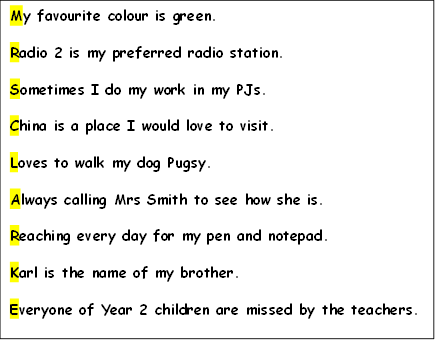 My favourite colour is green.
Radio 2 is my preferred radio station.
Sometimes I do my work in my PJs.
China is a place I would love to visit.
Loves to walk my dog Pugsy.
Always calling Mrs Smith to see how she is.
Reaching every day for my pen and notepad.
Karl is the name of my brother.
Everyone of Year 2 children are missed by the teachers.